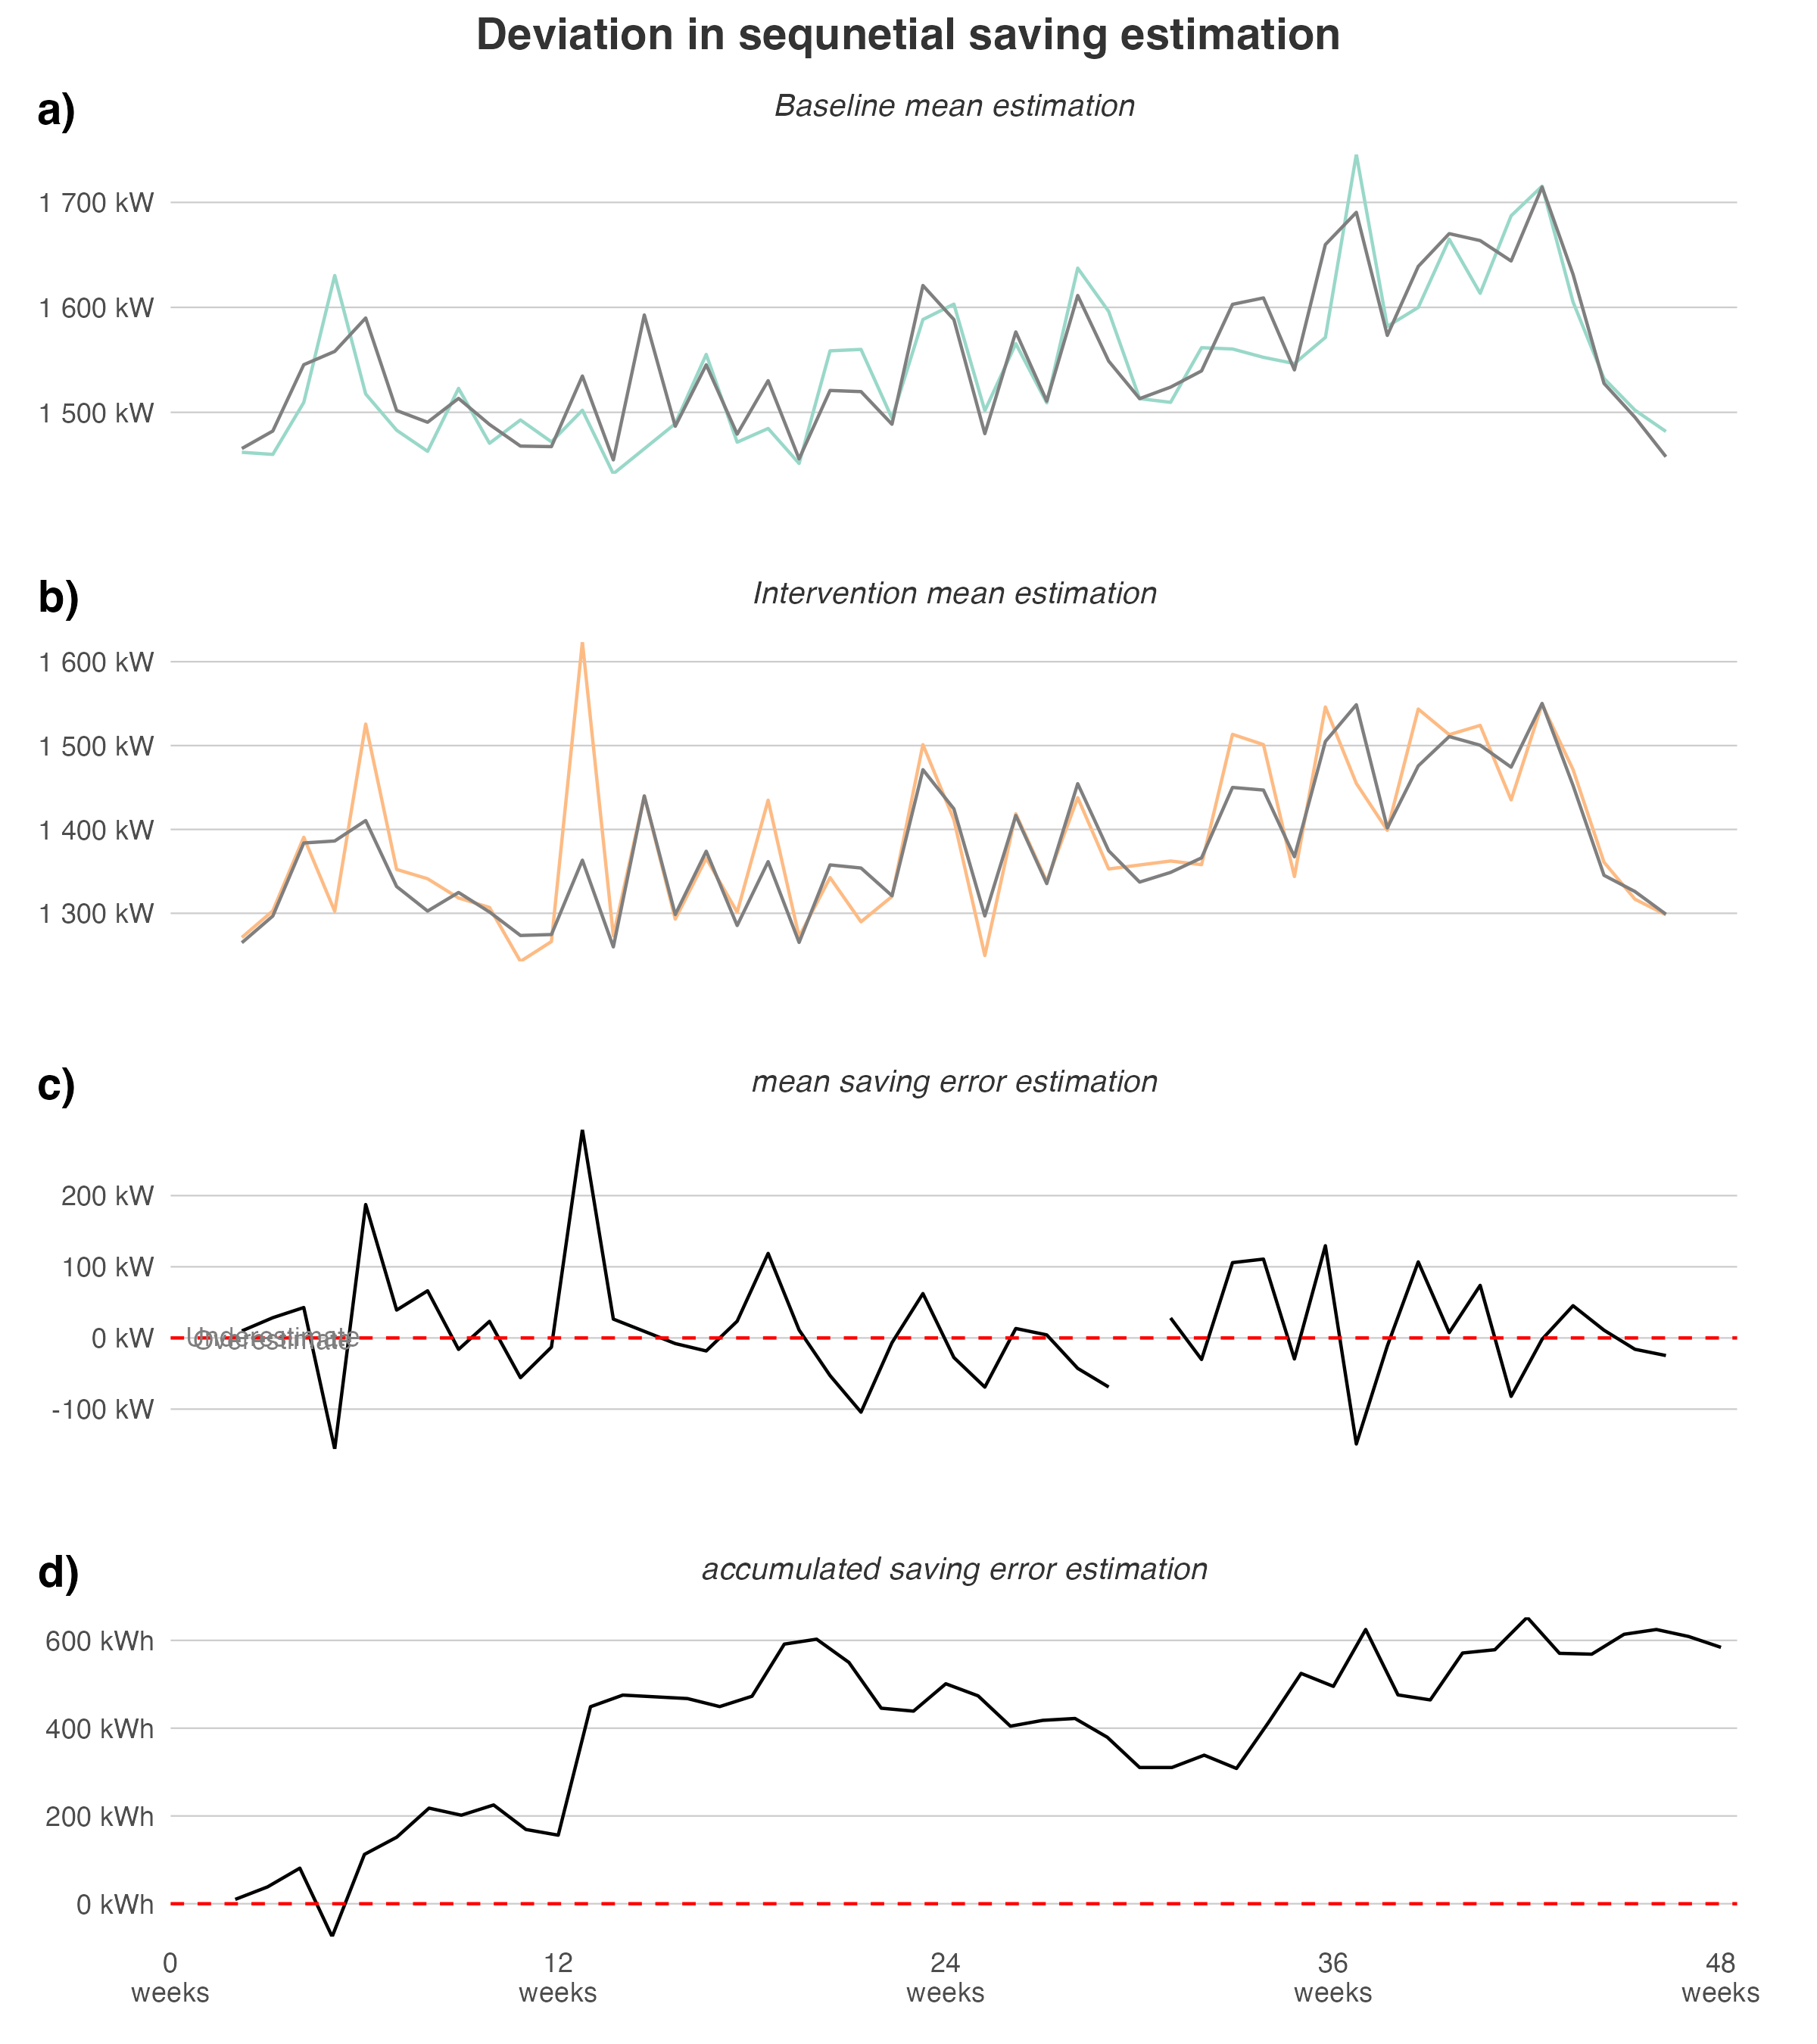 Deviation in sequnetial saving estimation
a)
Baseline mean estimation
1 700 kW
1 600 kW
1 500 kW
b)
Intervention mean estimation
1 600 kW
1 500 kW
1 400 kW
1 300 kW
c)
mean saving error estimation
200 kW
100 kW
0 kW
-100 kW
Underestimate
Overestimate
d)
accumulated saving error estimation
600 kWh
400 kWh
200 kWh
0 kWh
0 12 24 36 48
weeks weeks weeks weeks weeks